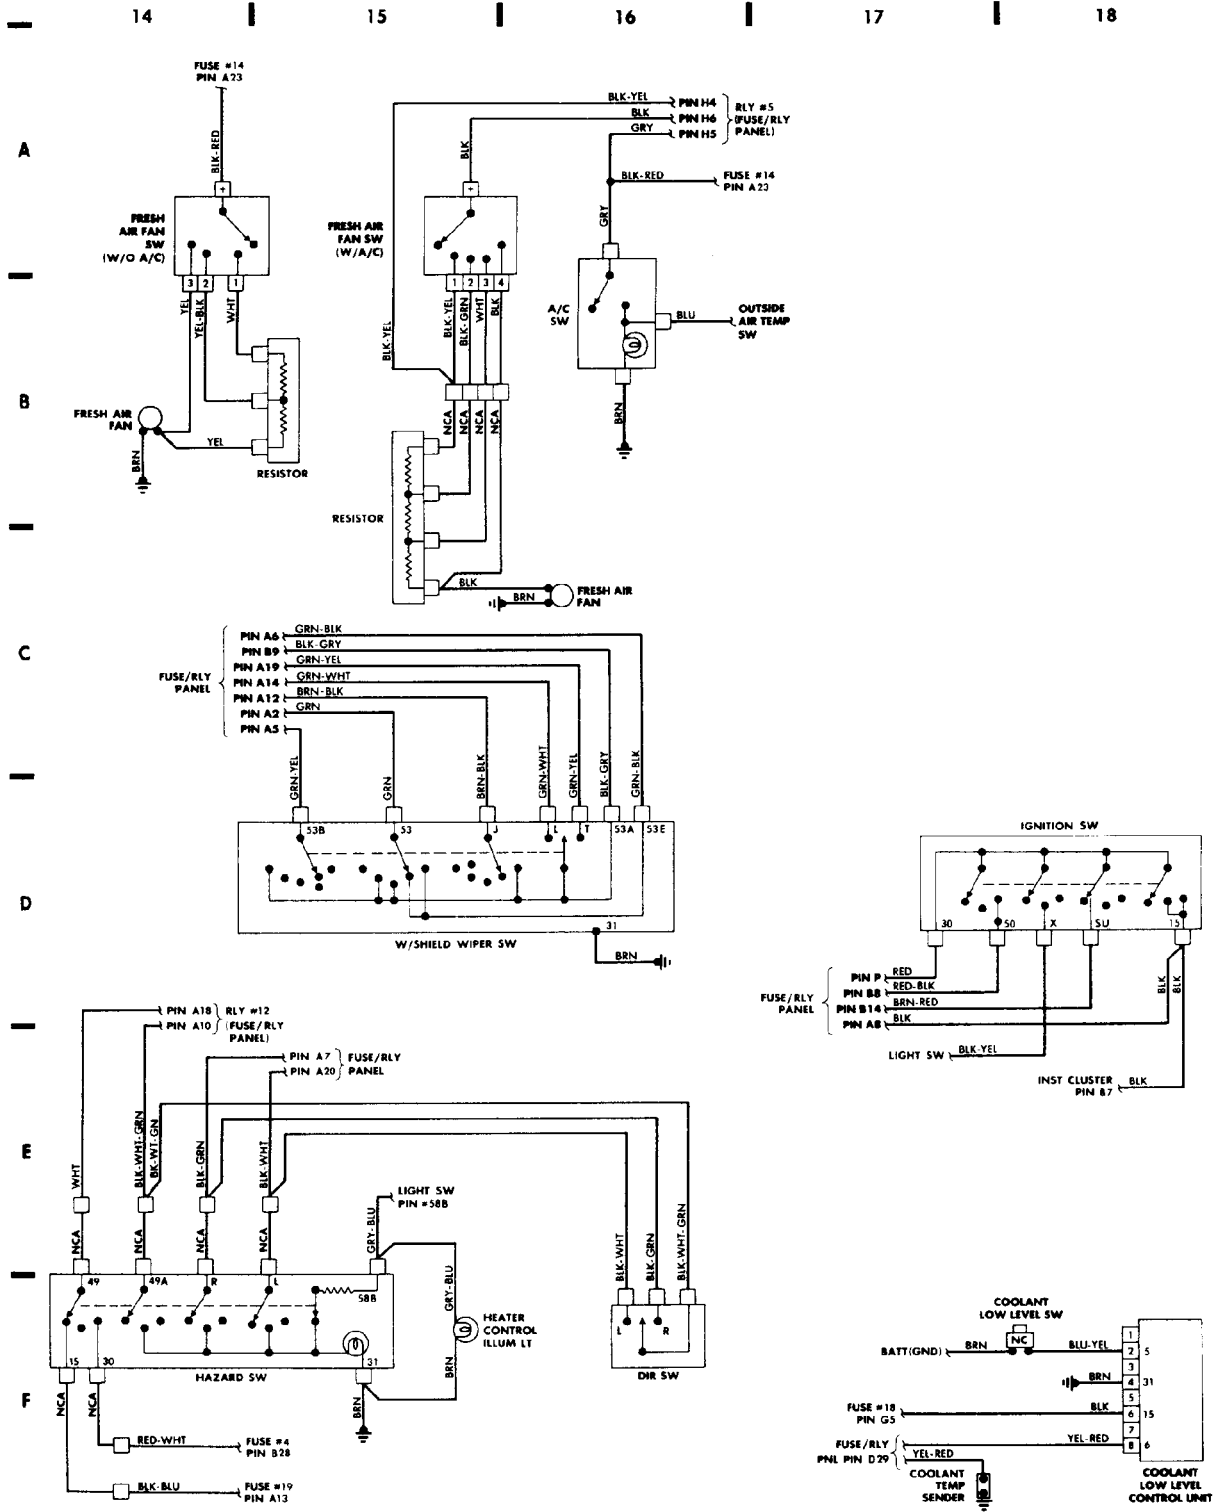 14 15 16 17 18
A
FUSE #14
PIN A23
BLK-RED
+
FRESH
AIR FAN
SW
(W/O A/C)
3 2 1
YEL
YEL-BLK
WHT
FRESH AIR
FAN
YEL
BRN
RESISTOR
BLK-YEL
PIN H4
BLK
PIN H6
GRY
PIN H5
RLY #5
(FUSE/RLY
PANEL)
BLK
+
BLK-RED
FUSE #14
PIN A23
GRY
FRESH AIR
FAN SW
(W/A/C)
1 2 3 4
BLK-YEL
BLK-YEL
BLK-GRN
WHT
BLK
A/C
SW
BLU
OUTSIDE
AIR TEMP
SW
BRN
B
NCA
NCA
NCA
NCA
RESISTOR
BLK
BRN
FRESH AIR
FAN
C
FUSE/RLY
PANEL
PIN A6 GRN-BLK
PIN B9 BLK-GRY
PIN A19 GRN-YEL
PIN A14 GRN-WHT
PIN A12 BRN-BLK
PIN A2 GRN
PIN A5
GRN-YEL
GRN
BRN-BLK
GRN-WHT
GRN-YEL
BLK-GRY
GRN-BLK
53B 53 J L T 53A 53E
D
31
W/SHIELD WIPER SW
BRN
IGNITION SW
30 50 X SU 15
FUSE/RLY
PANEL
PIN P RED
PIN B8 RED-BLK
PIN B14 BRN-RED
PIN A8 BLK
BLK
BLK
LIGHT SW BLK-YEL
INST CLUSTER
PIN B7
BLK
PIN A18
PIN A10
RLY #12
(FUSE/RLY
PANEL)
PIN A7
PIN A20
FUSE/RLY
PANEL
E
WHT
BLK-WHT-GRN
BK-WT-GN
BLK-GRN
BLK-WHT
LIGHT SW
PIN #58B
NCA
NCA
NCA
NCA
GRY-BLU
GRY-BLU
BLK-WHT
BLK-GRN
BLK-WHT-GRN
49 49A R L 58B
HEATER
CONTROL
ILLUM LT
BRN
15 30 31
HAZARD SW
L R
DIR SW
F
NCA
NCA
BRN
RED-WHT
FUSE #4
PIN B28
BLK-BLU
FUSE #19
PIN A13
COOLANT
LOW LEVEL SW
NC
BATT(GND) BRN
BLU-YEL
1
2 5
3
BRN
4 31
5
FUSE #18
PIN G5
BLK
6 15
7
FUSE/RLY
PNL PIN D29
YEL-RED
8 6
YEL-RED
COOLANT
TEMP
SENDER
COOLANT
LOW LEVEL
CONTROL UNIT